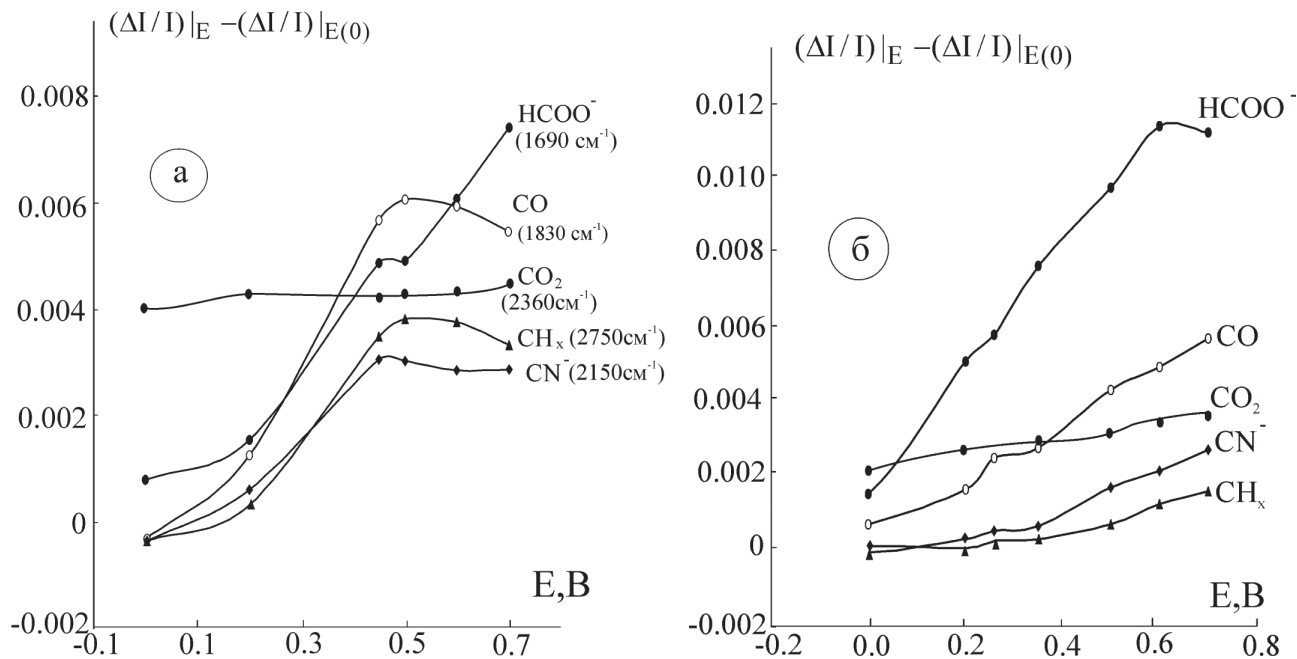 (ΔI/I)|E −(ΔI/I)|E(0)
0.008
0.006
0.004
0.002
0
-0.002
-0.1
0.1
0.3
0.5
0.7
а
HCOO⁻
(1690 см⁻¹)
CO
(1830 см⁻¹)
CO₂
(2360см⁻¹)
CHₓ (2750см⁻¹)
CN⁻ (2150см⁻¹)
E,B
(ΔI/I)|E −(ΔI/I)|E(0)
0.012
0.010
0.008
0.006
0.004
0.002
0
-0.002
-0.2
0.0
0.2
0.4
0.6
0.8
б
HCOO⁻
CO
CO₂
CN⁻
CHₓ
E,B